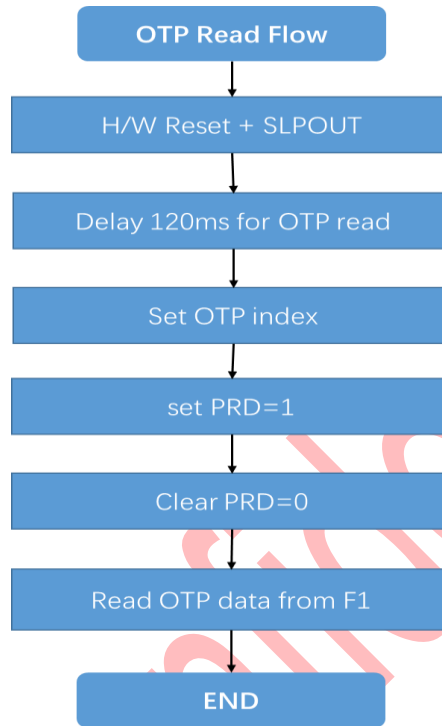 OTP Read Flow
H/W Reset + SLPOUT
Delay 120ms for OTP read
Set OTP index
set PRD=1
Clear PRD=0
Read OTP data from F1
END